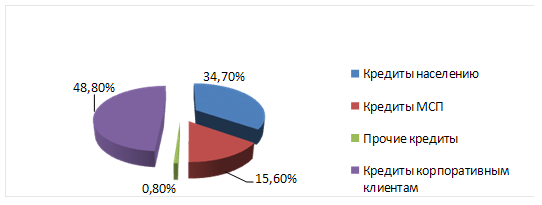 48,80%
34,70%
0,80%
15,60%
Кредиты населению
Кредиты МСП
Прочие кредиты
Кредиты корпоративным
клиентам